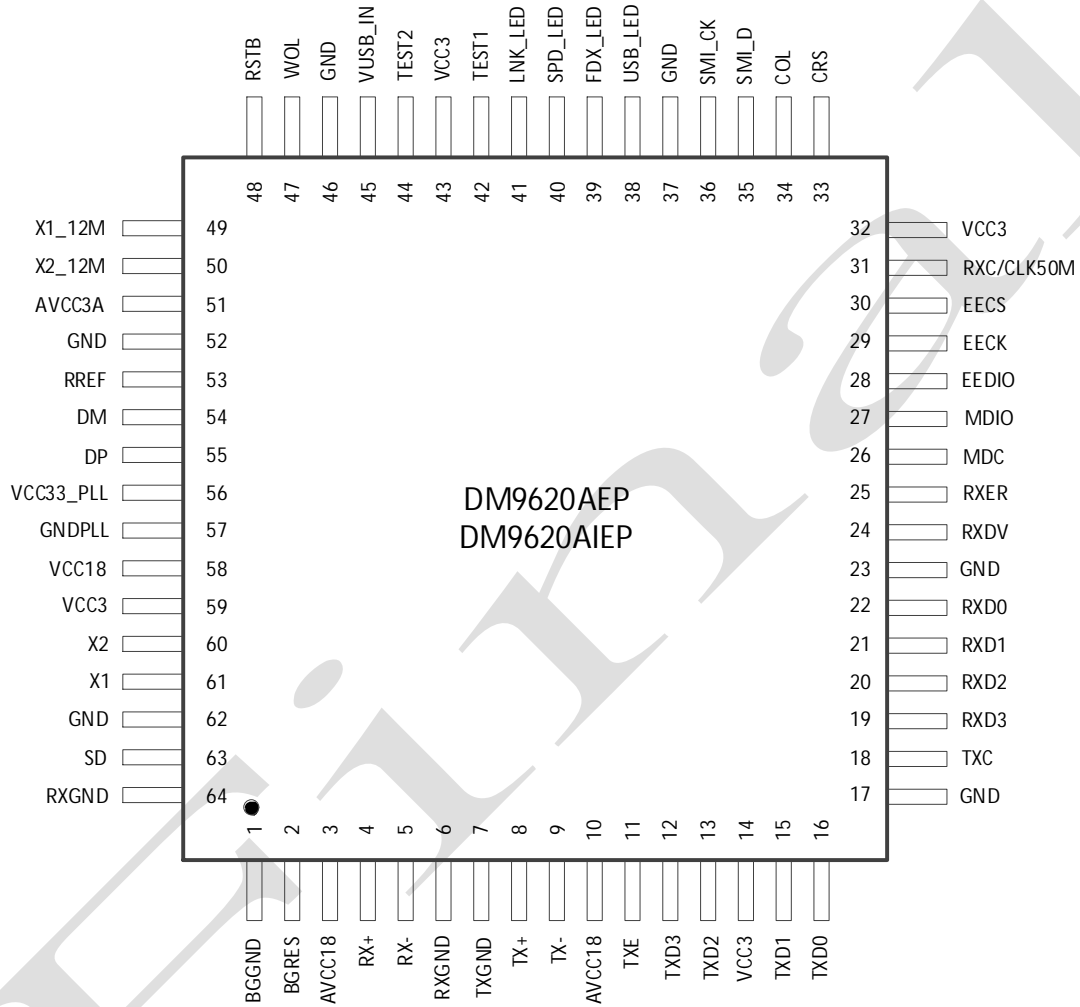 RSTB
WOL
GND
VUSB_IN
TEST2
VCC3
TEST1
LNK_LED
SPD_LED
FDX_LED
USB_LED
GND
SMI_CK
SMI_D
COL
CRS
48
47
46
45
44
43
42
41
40
39
38
37
36
35
34
33
X1_12M 49
X2_12M 50
AVCC3A 51
GND 52
RREF 53
DM 54
DP 55
VCC33_PLL 56
GNDPLL 57
VCC18 58
VCC3 59
X2 60
X1 61
GND 62
SD 63
RXGND 64
DM9620AEP
DM9620AIEP
32 VCC3
31 RXC/CLK50M
30 EECS
29 EECK
28 EEDIO
27 MDIO
26 MDC
25 RXER
24 RXDV
23 GND
22 RXD0
21 RXD1
20 RXD2
19 RXD3
18 TXC
17 GND
1
2
3
4
5
6
7
8
9
10
11
12
13
14
15
16
BGGND
BGRES
AVCC18
RX+
RX-
RXGND
TXGND
TX+
TX-
AVCC18
TXE
TXD3
TXD2
VCC3
TXD1
TXD0
Final